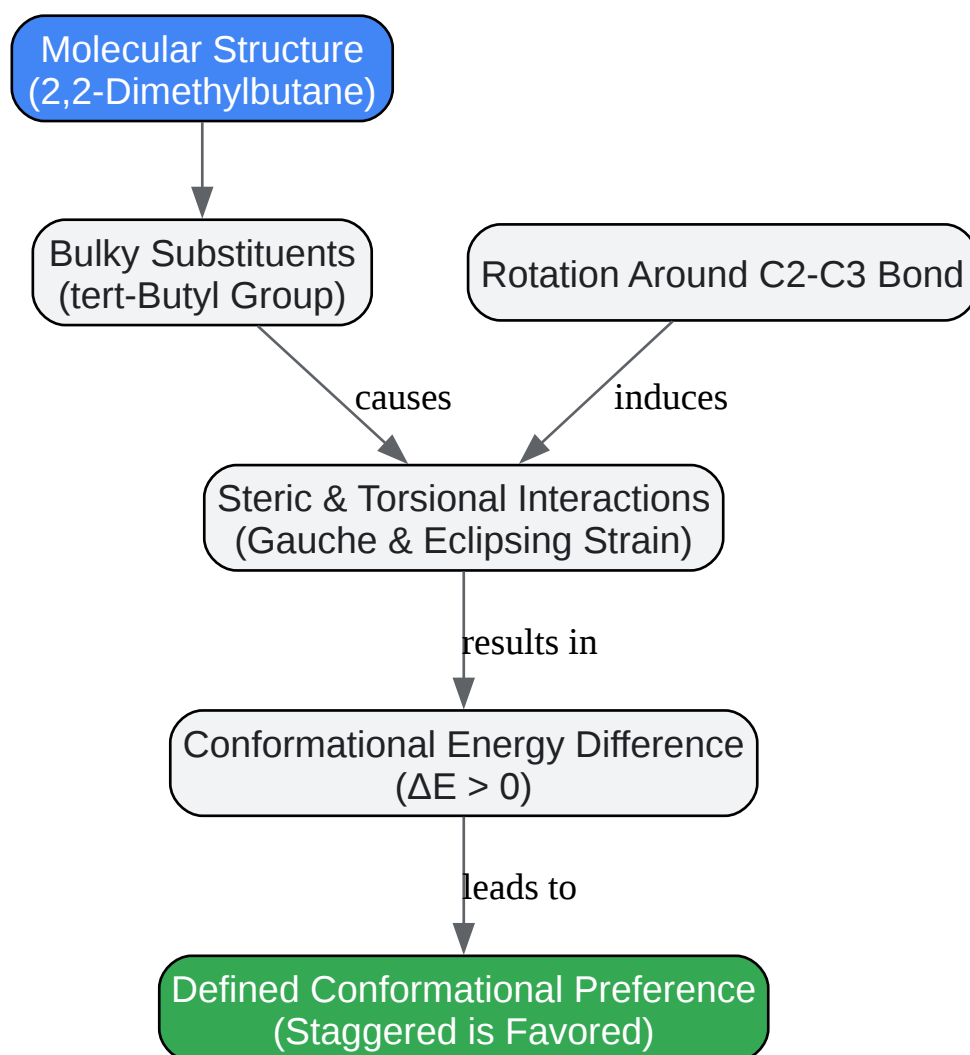 Molecular Structure
(2,2-Dimethylbutane)
Bulky Substituents
(tert-Butyl Group)
Rotation Around C2-C3 Bond
causes
induces
Steric & Torsional Interactions
(Gauche & Eclipsing Strain)
results in
Conformational Energy Difference
(ΔE > 0)
leads to
Defined Conformational Preference
(Staggered is Favored)